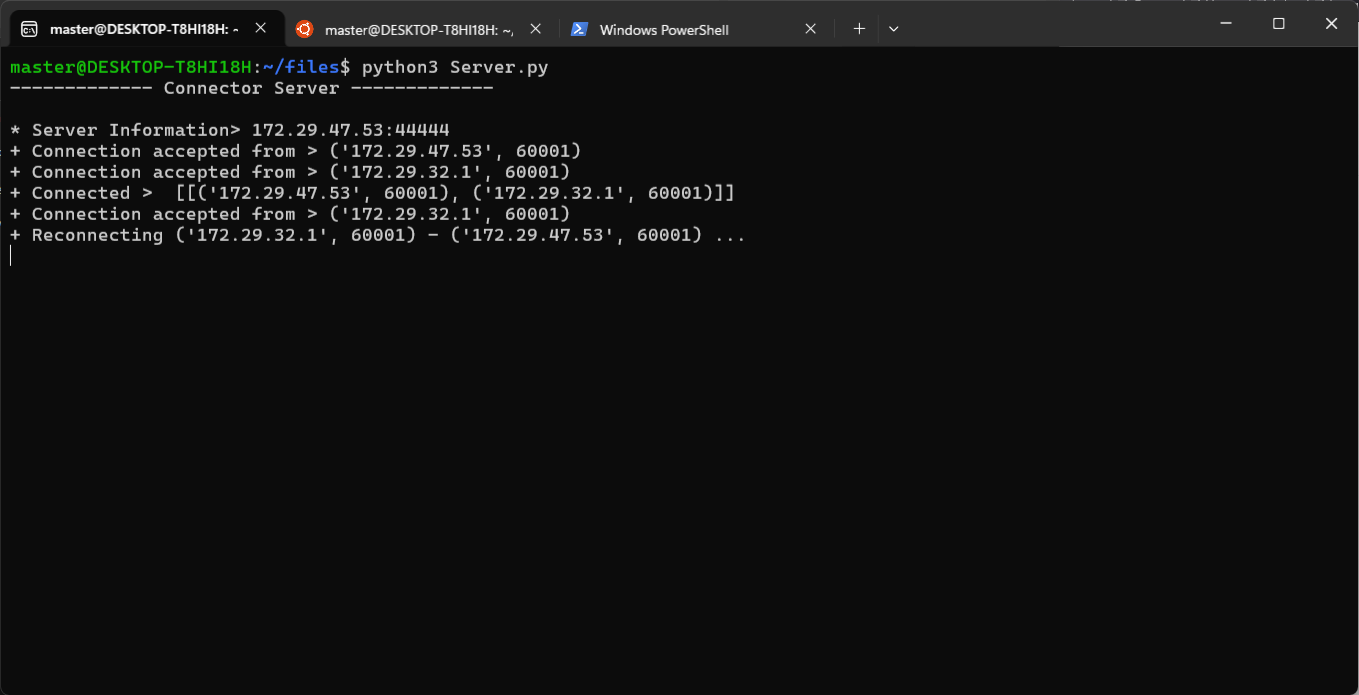 master@DESKTOP-T8HI18H: ~
master@DESKTOP-T8HI18H: ~,
Windows PowerShell
master@DESKTOP-T8HI18H:~/files$ python3 Server.py
------------- Connector Server -------------
* Server Information> 172.29.47.53:44444
+ Connection accepted from > ('172.29.47.53', 60001)
+ Connection accepted from > ('172.29.32.1', 60001)
+ Connected >  [[('172.29.47.53', 60001), ('172.29.32.1', 60001)]]
+ Connection accepted from > ('172.29.32.1', 60001)
+ Reconnecting ('172.29.32.1', 60001) - ('172.29.47.53', 60001) ...